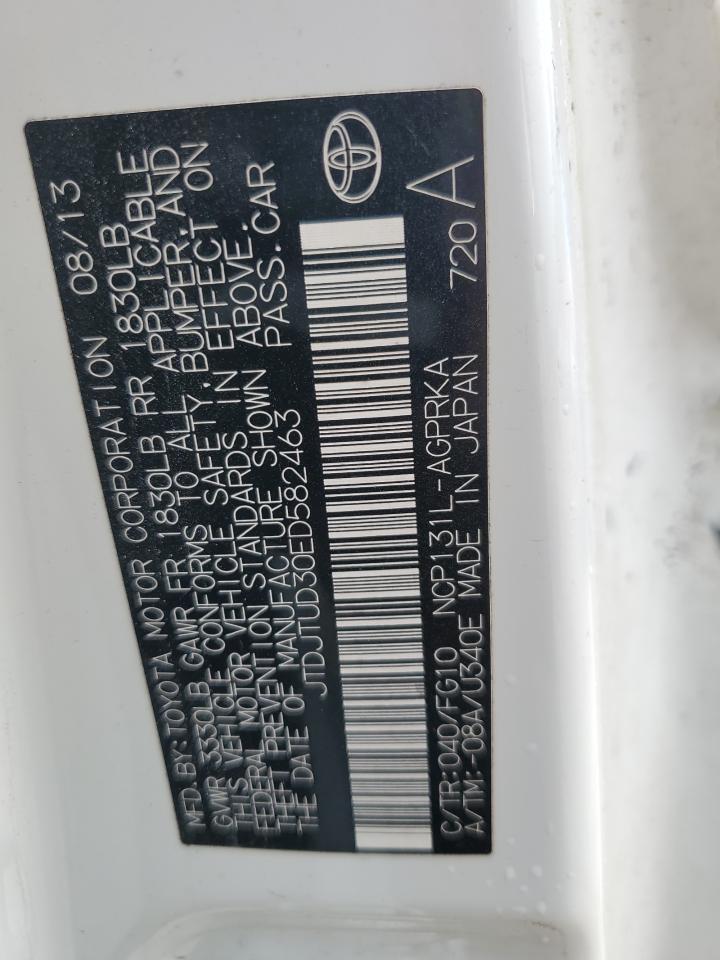 MFD.BY:TOYOTA MOTOR CORPORATION 08/13
GVWR 3330LB GAWR FR 1830LB RR 1830LB
THIS VEHICLE CONFORMS TO ALL APPLICABLE
FEDERAL MOTOR VEHICLE SAFETY, BUMPER, AND
THEFT PREVENTION STANDARDS IN EFFECT ON
THE DATE OF MANUFACTURE SHOWN ABOVE.
JTDJTUD30ED582463 PASS.CAR
C/TR:040/FG10 NCP131L-AGPRKA 720 A
A/TM:-08A/U340E MADE IN JAPAN